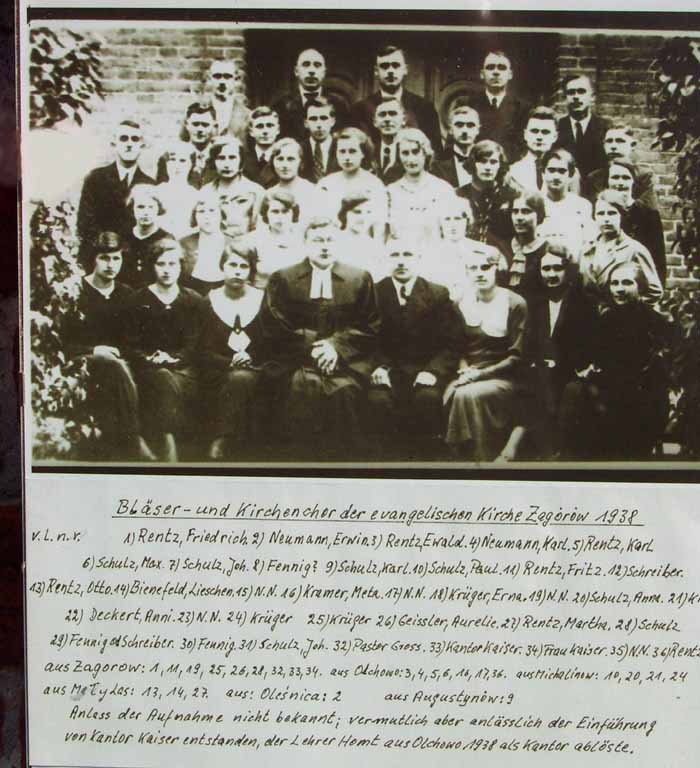 Bläser- und Kirchenchor der evangelischen Kirche Zagórów 1938
v.l.n.r. 1) Rentz, Friedrich. 2) Neumann, Erwin. 3) Rentz, Ewald. 4) Neumann, Karl. 5) Rentz, Karl
6) Schulz, Max. 7) Schulz, Joh. 8) Fennig? 9) Schulz, Karl. 10) Schulz, Paul. 11) Rentz, Fritz. 12) Schreiber.
13) Rentz, Otto. 14) Bienefeld, Lieschen. 15) N.N. 16) Kramer, Meta. 17) N.N. 18) Krüger, Erna. 19) N.N. 20) Schulz, Anna. 21)
22) Deckert, Anni. 23) N.N. 24) Krüger 25) Krüger 26) Geissler, Aurelie. 27) Rentz, Martha. 28) Schulz
29) Fennig od Schreiber. 30) Fennig. 31) Schulz, Joh. 32) Pastor Gross. 33) Kantor Kaiser. 34) Frau Kaiser. 35) N.N. 36) Rentz
aus Zagorow: 1, 11, 19, 25, 26, 28, 32, 33, 34. aus Olchowo: 3, 4, 5, 6, 16, 17, 36. aus Michalinow: 10, 20, 21, 24
aus Mały Las: 13, 14, 27. aus: Oleśnica: 2 aus Augustynów: 9
Anlass der Aufnahme nicht bekannt; vermutlich aber anlässlich der Einführung
von Kantor Kaiser entstanden, der Lehrer Hemt aus Olchowo 1938 als Kantor ablöste.